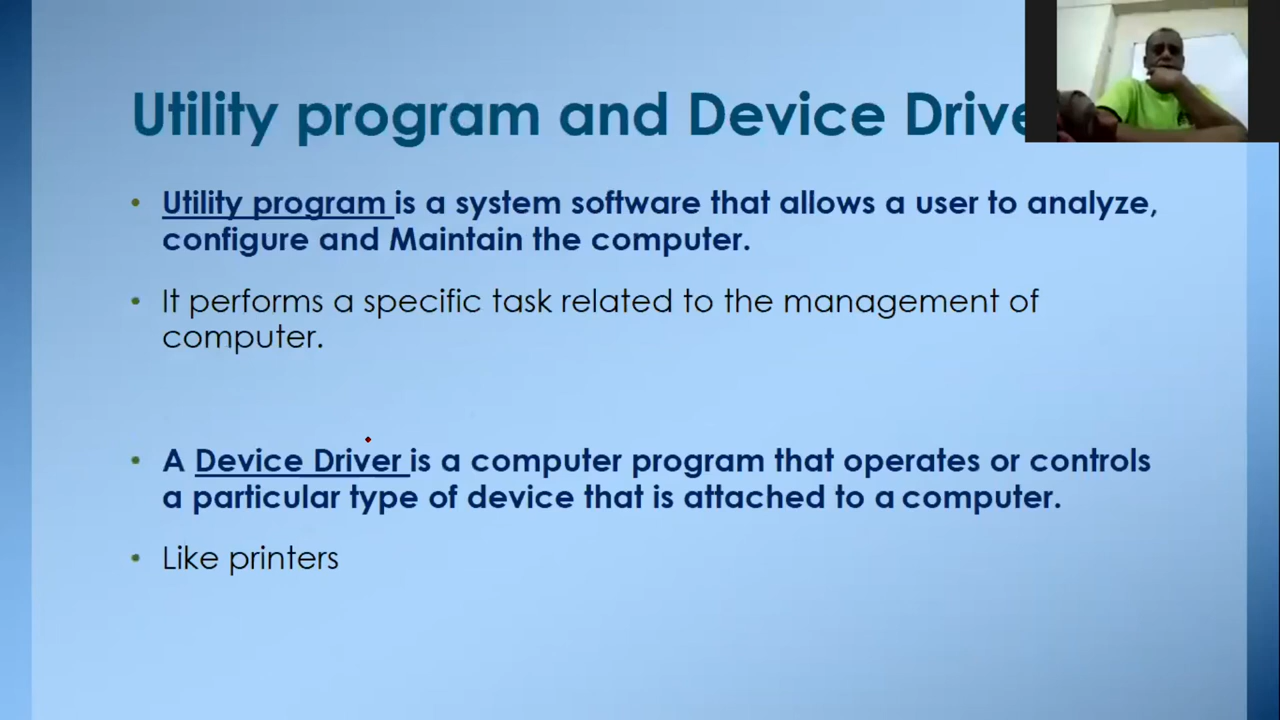 Utility program and Device Drive
• Utility program is a system software that allows a user to analyze,
configure and Maintain the computer.
• It performs a specific task related to the management of
computer.
• A Device Driver is a computer program that operates or controls
a particular type of device that is attached to a computer.
• Like printers